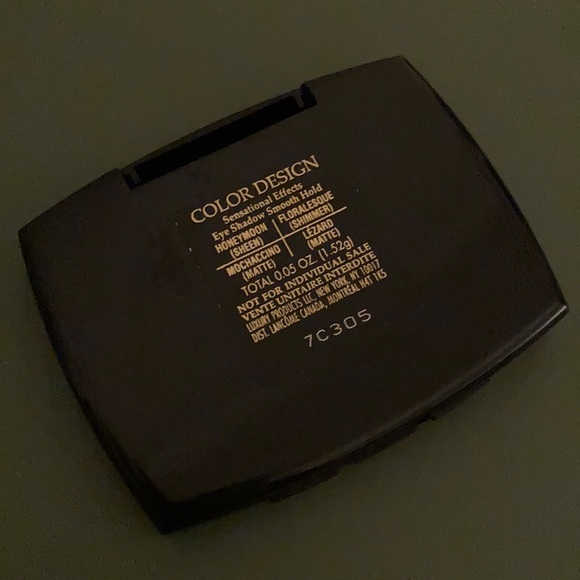 COLOR DESIGN
Sensational Effects
Eye Shadow Smooth Hold
HONEYMOON FLORALESQUE
(SHEEN) (SHIMMER)
MOCHACCINO LÉZARD
(MATTE) (MATTE)
TOTAL 0.05 OZ. (1.52g)
NOT FOR INDIVIDUAL SALE
VENTE UNITAIRE INTERDITE
LUXURY PRODUCTS LLC, NEW YORK, NY, 10017
DIST. LANCÔME CANADA, MONTRÉAL H4T 1K5
7C305